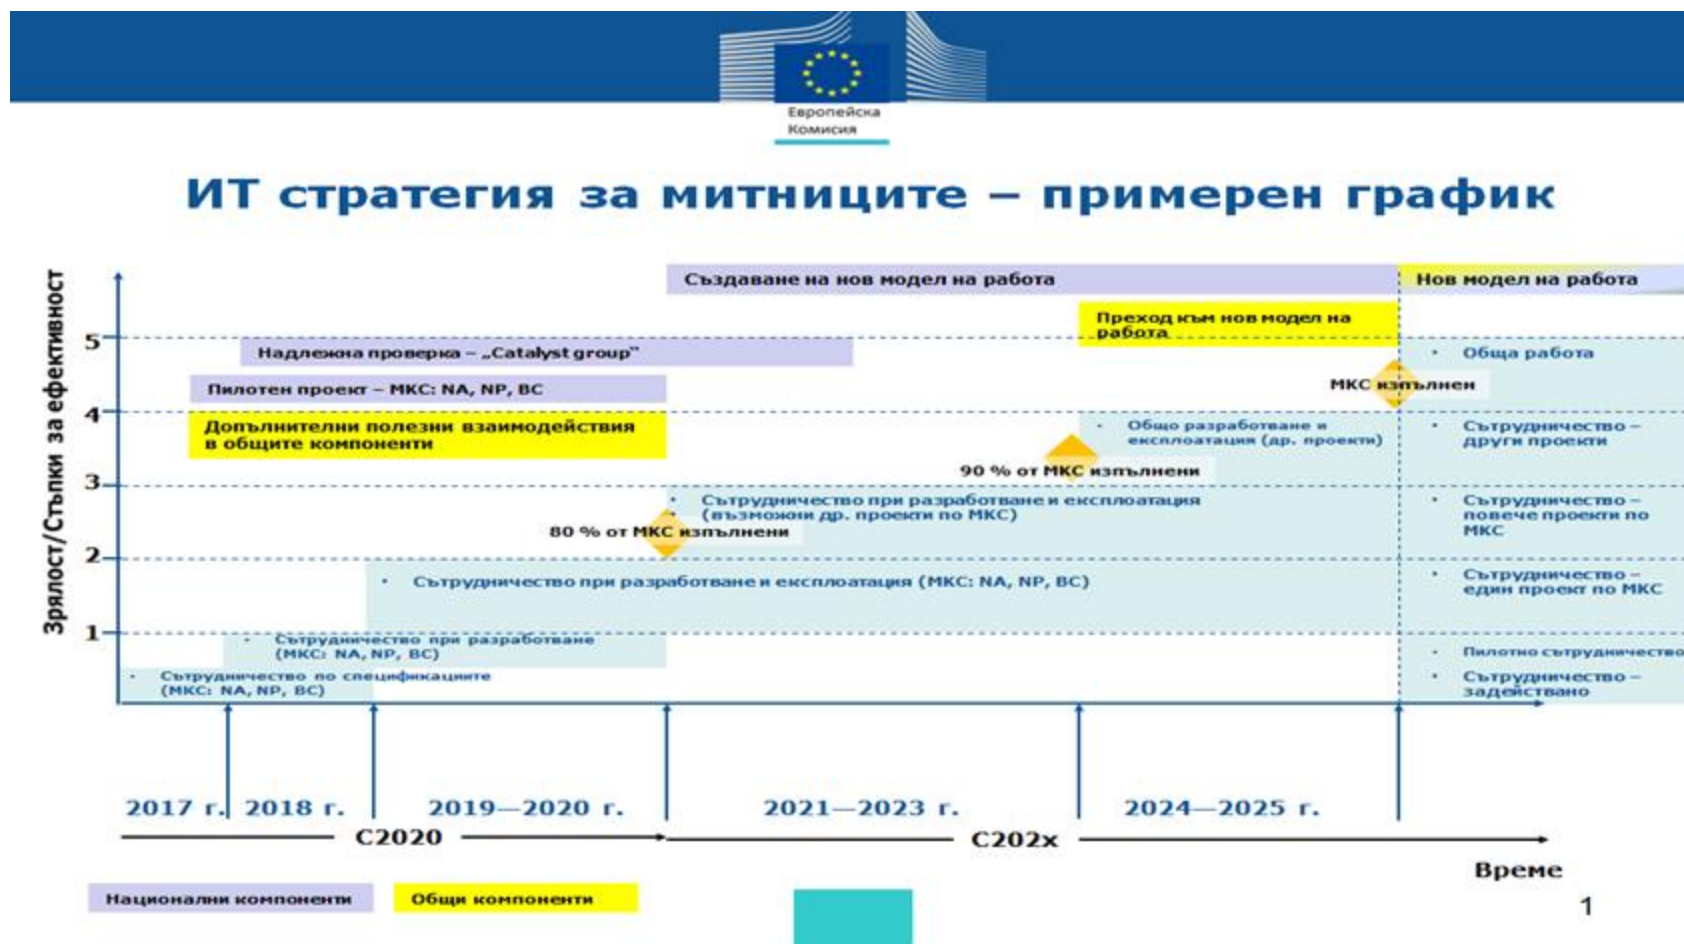 Европейска
Комисия
ИТ стратегия за митниците – примерен график
Зрялост/Стъпки за ефективност
Създаване на нов модел на работа
Нов модел на работа
Преход към нов модел на
работа
5
Надлежна проверка – „Catalyst group"
• Обща работа
Пилотен проект – МКС: NA, NP, BC
МКС изпълнен
4
Допълнителни полезни взаимодействия
в общите компоненти
• Общо разработване и
експлоатация (др. проекти)
• Сътрудничество –
други проекти
90 % от МКС изпълнени
3
• Сътрудничество при разработване и експлоатация
• (възможни др. проекти по МКС)
• Сътрудничество –
повече проекти по
МКС
80 % от МКС изпълнени
2
• Сътрудничество при разработване и експлоатация (МКС: NA, NP, BC)
• Сътрудничество –
един проект по МКС
1
• Сътрудничество при разработване
(МКС: NA, NP, BC)
• Пилотно сътрудничество
• Сътрудничество по спецификациите
(МКС: NA, NP, BC)
• Сътрудничество –
задействано
2017 г.
2018 г.
2019—2020 г.
2021—2023 г.
2024—2025 г.
C2020
C202x
Време
Национални компоненти
Общи компоненти
1